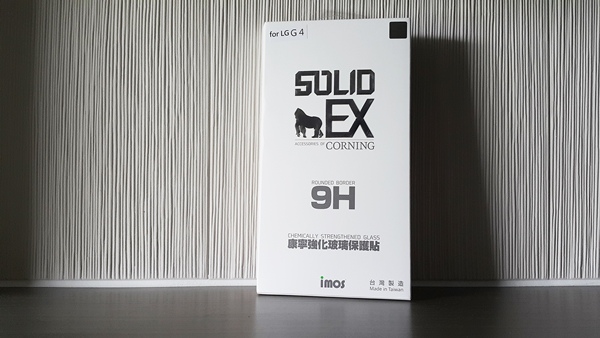 for LG G 4
SOLID
EX
ACCESSORIES OF CORNING
ROUNDED BORDER
9H
CHEMICALLY STRENGTHENED GLASS
康寧強化玻璃保護貼
imos
台灣製造
Made in Taiwan